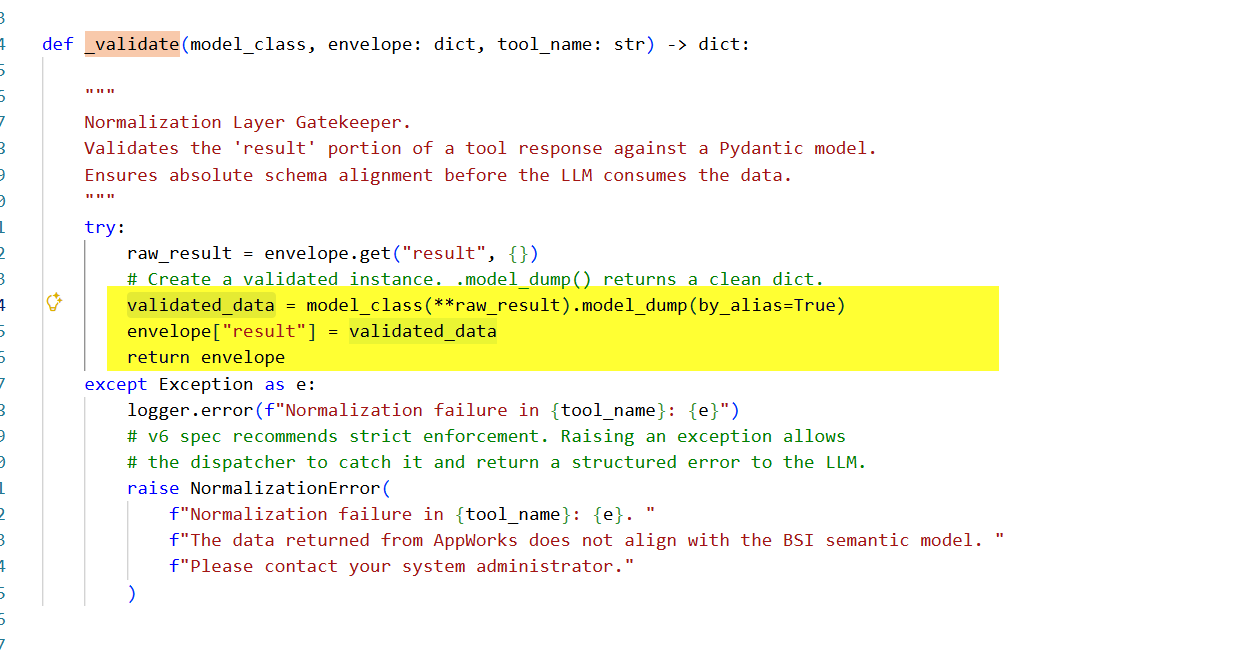 3
4 def _validate(model_class, envelope: dict, tool_name: str) -> dict:
5
6 """
7 Normalization Layer Gatekeeper.
8 Validates the 'result' portion of a tool response against a Pydantic model.
9 Ensures absolute schema alignment before the LLM consumes the data.
0 """
1 try:
2 raw_result = envelope.get("result", {})
3 # Create a validated instance. .model_dump() returns a clean dict.
4 validated_data = model_class(**raw_result).model_dump(by_alias=True)
5 envelope["result"] = validated_data
6 return envelope
7 except Exception as e:
8 logger.error(f"Normalization failure in {tool_name}: {e}")
9 # v6 spec recommends strict enforcement. Raising an exception allows
0 # the dispatcher to catch it and return a structured error to the LLM.
1 raise NormalizationError(
2 f"Normalization failure in {tool_name}: {e}. "
3 f"The data returned from AppWorks does not align with the BSI semantic model. "
4 f"Please contact your system administrator."
5 )
6
7